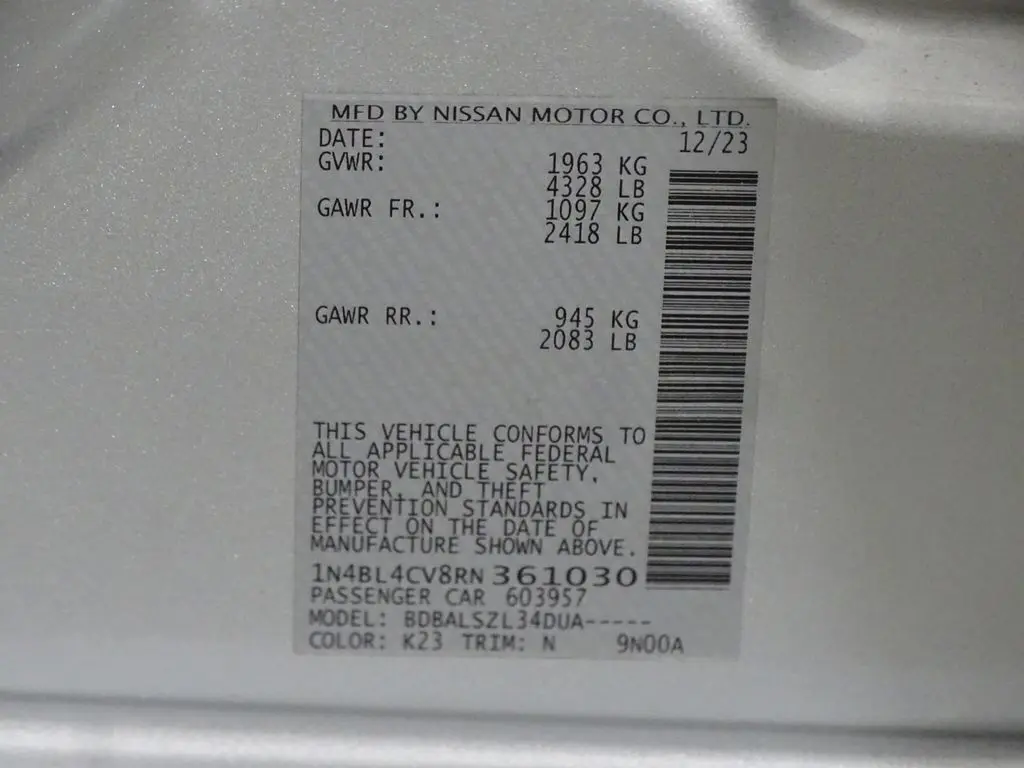 MFD BY NISSAN MOTOR CO., LTD.
DATE: 12/23
GVWR: 1963 KG
4328 LB
GAWR FR.: 1097 KG
2418 LB
GAWR RR.: 945 KG
2083 LB
THIS VEHICLE CONFORMS TO
ALL APPLICABLE FEDERAL
MOTOR VEHICLE SAFETY,
BUMPER, AND THEFT
PREVENTION STANDARDS IN
EFFECT ON THE DATE OF
MANUFACTURE SHOWN ABOVE.
1N4BL4CV8RN361030
PASSENGER CAR 603957
MODEL: BDBALSZL34DUA-----
COLOR: K23 TRIM: N 9N00A